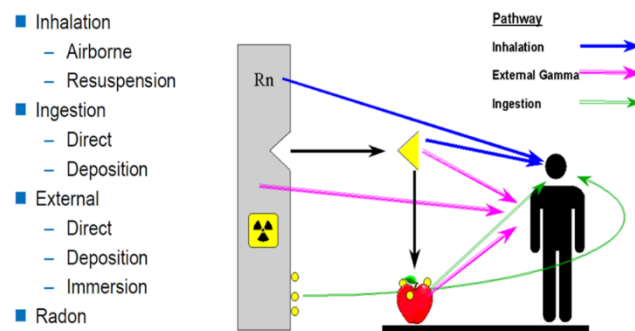 Inhalation
– Airborne
– Resuspension
Ingestion
– Direct
– Deposition
External
– Direct
– Deposition
– Immersion
Radon
Rn
Pathway
Inhalation
External Gamma
Ingestion